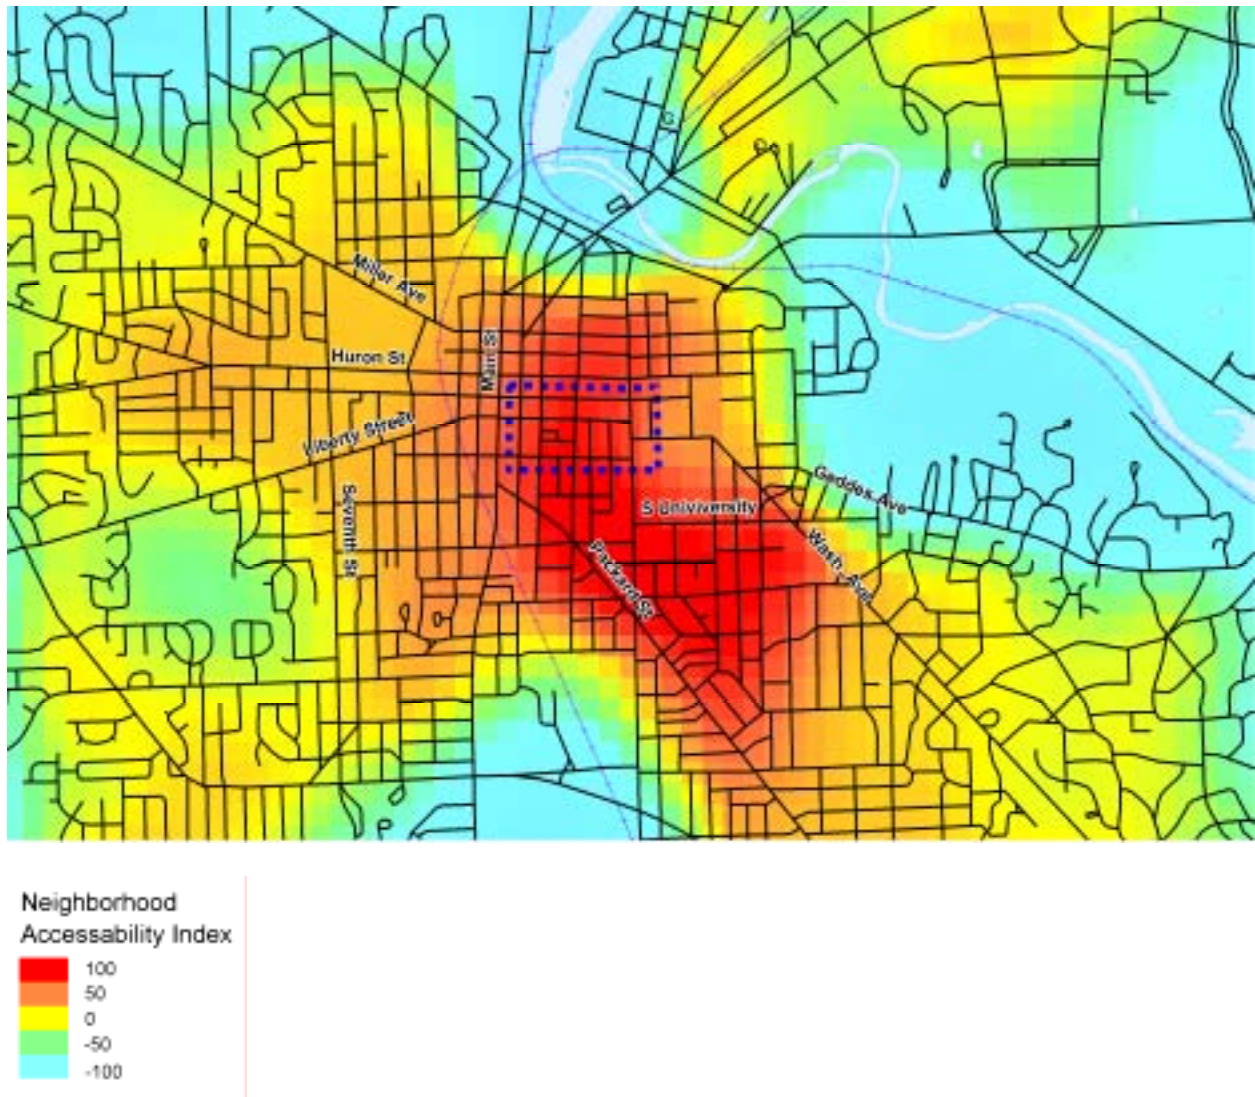 G
Miller Ave
Main St
Huron St
Liberty Street
Seventh St
Geddes Ave
S Univiversity
Wash. Ave
Packard St
Neighborhood
Accessability Index
100
50
0
-50
-100